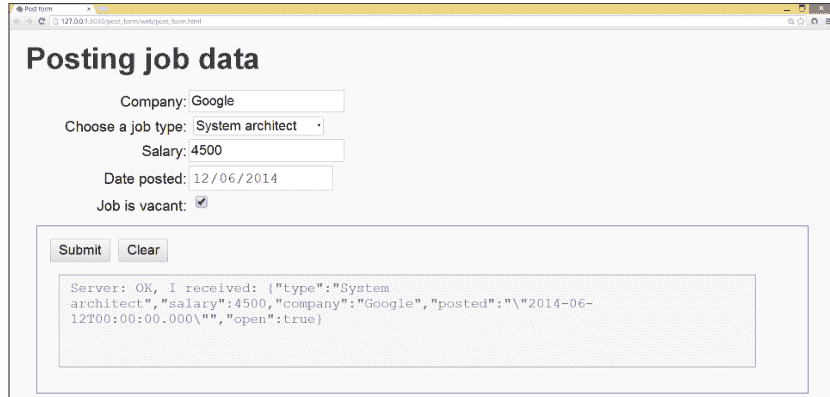 Post form
127.0.0.1:3030/post_form/web/post_form.html
Posting job data
Company: Google
Choose a job type: System architect
Salary: 4500
Date posted: 12/06/2014
Job is vacant:
Submit Clear
Server: OK, I received: {"type":"System
architect","salary":4500,"company":"Google","posted":"\"2014-06-
12T00:00:00.000\"","open":true}